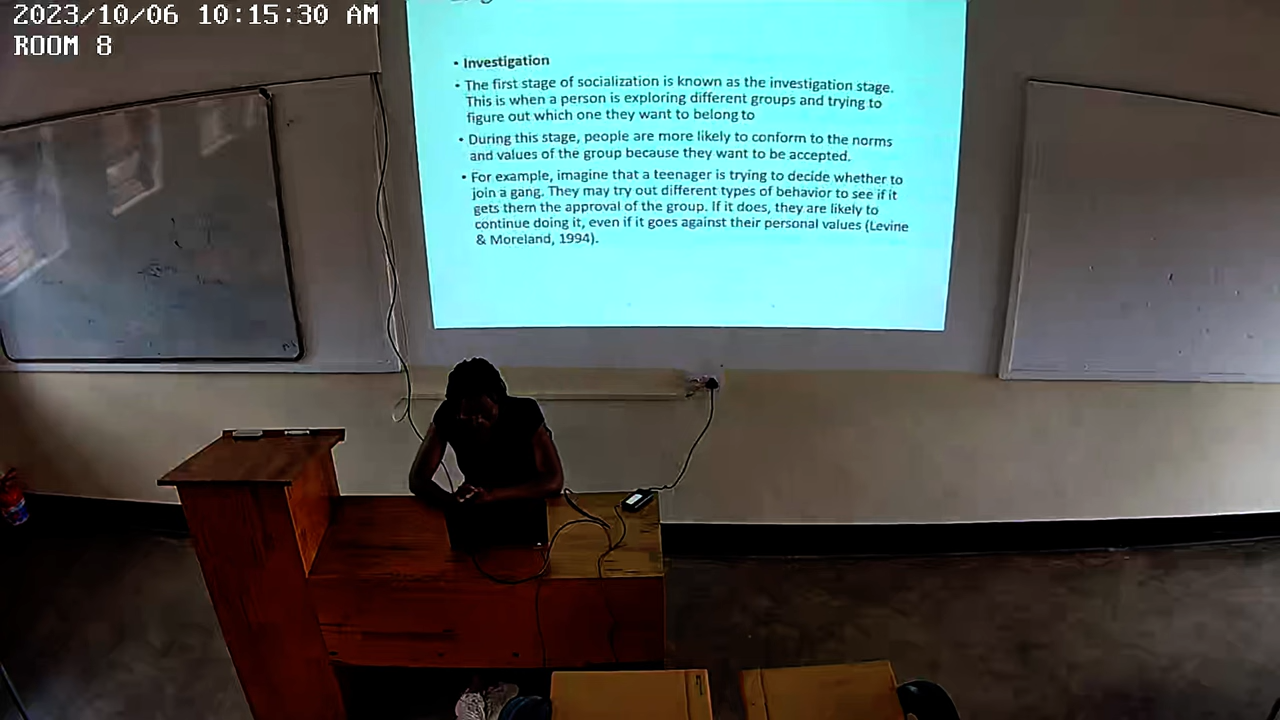 2023/10/06 10:15:30 AM
ROOM 8
• Investigation
• The first stage of socialization is known as the investigation stage.
This is when a person is exploring different groups and trying to
figure out which one they want to belong to
• During this stage, people are more likely to conform to the norms
and values of the group because they want to be accepted.
• For example, imagine that a teenager is trying to decide whether to
join a gang. They may try out different types of behavior to see if it
gets them the approval of the group. If it does, they are likely to
continue doing it, even if it goes against their personal values (Levine
& Moreland, 1994).